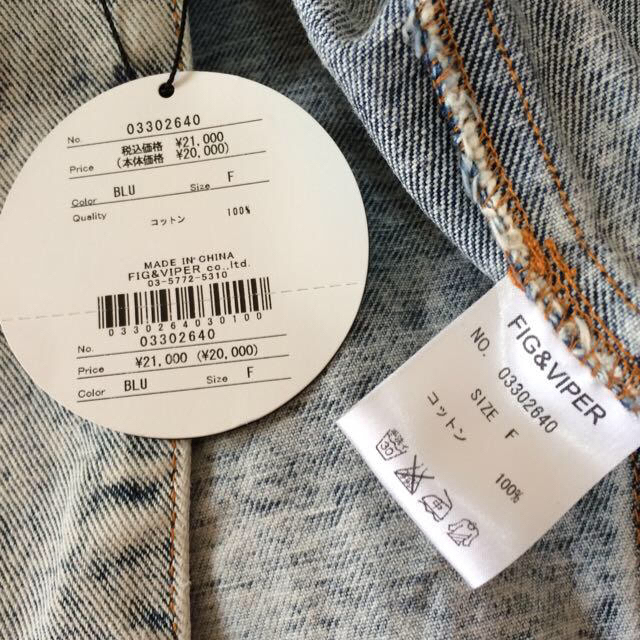 No. 03302640
税込価格 ¥21,000
Price (本体価格 ¥20,000)
Color BLU Size F
Quality コットン 100%
MADE IN CHINA
FIG&VIPER co.,ltd.
03-5772-5310
03302640030100
No. 03302640
Price ¥21,000 (¥20,000)
Color BLU Size F
FIG&VIPER
NO. 03302640
SIZE F
コットン 100%